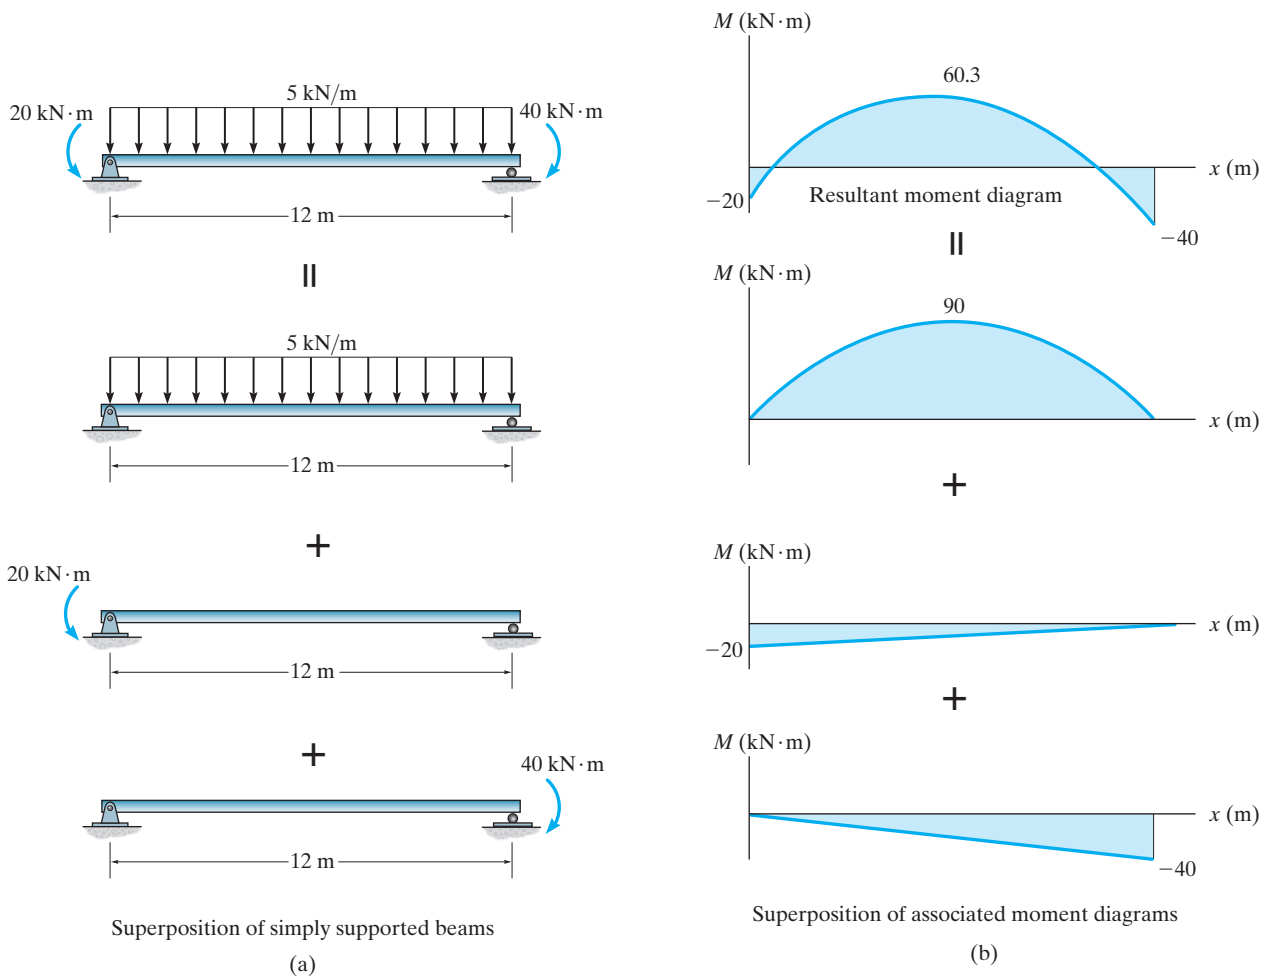 20 kN·m
5 kN/m
40 kN·m
12 m
=
5 kN/m
12 m
+
20 kN·m
12 m
+
40 kN·m
12 m
Superposition of simply supported beams
(a)
M (kN·m)
60.3
x (m)
−20
Resultant moment diagram
−40
=
M (kN·m)
90
x (m)
+
M (kN·m)
x (m)
−20
+
M (kN·m)
x (m)
−40
Superposition of associated moment diagrams
(b)